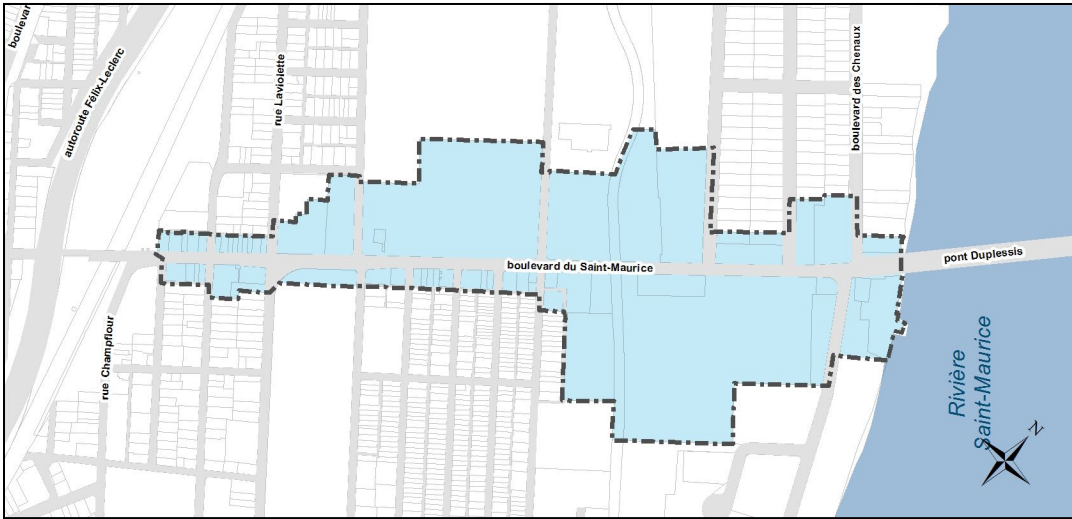 boulevar
autoroute Félix-Leclerc
rue Laviolette
boulevard des Chenaux
boulevard du Saint-Maurice
pont Duplessis
rue Champflour
Rivière
Saint-Maurice
N